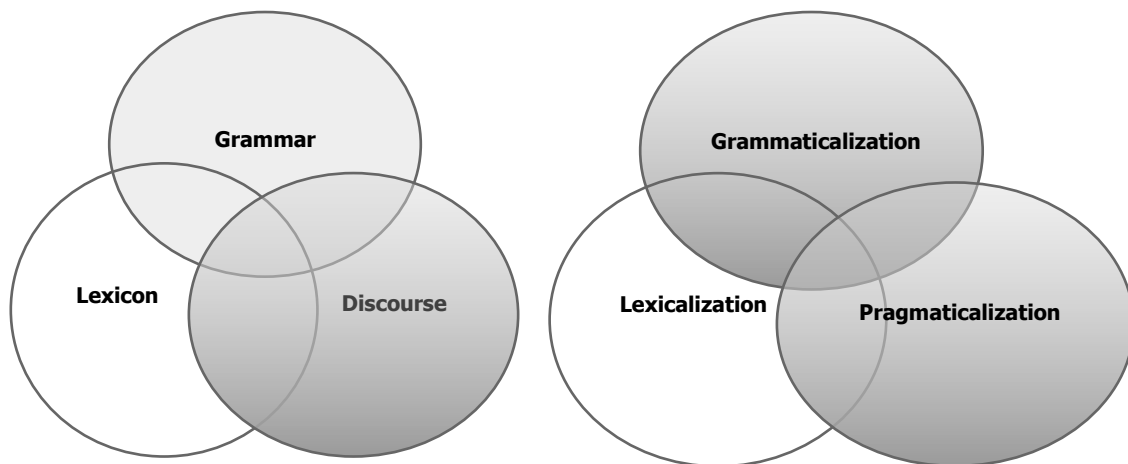 Grammar
Lexicon
Discourse
Grammaticalization
Lexicalization
Pragmaticalization